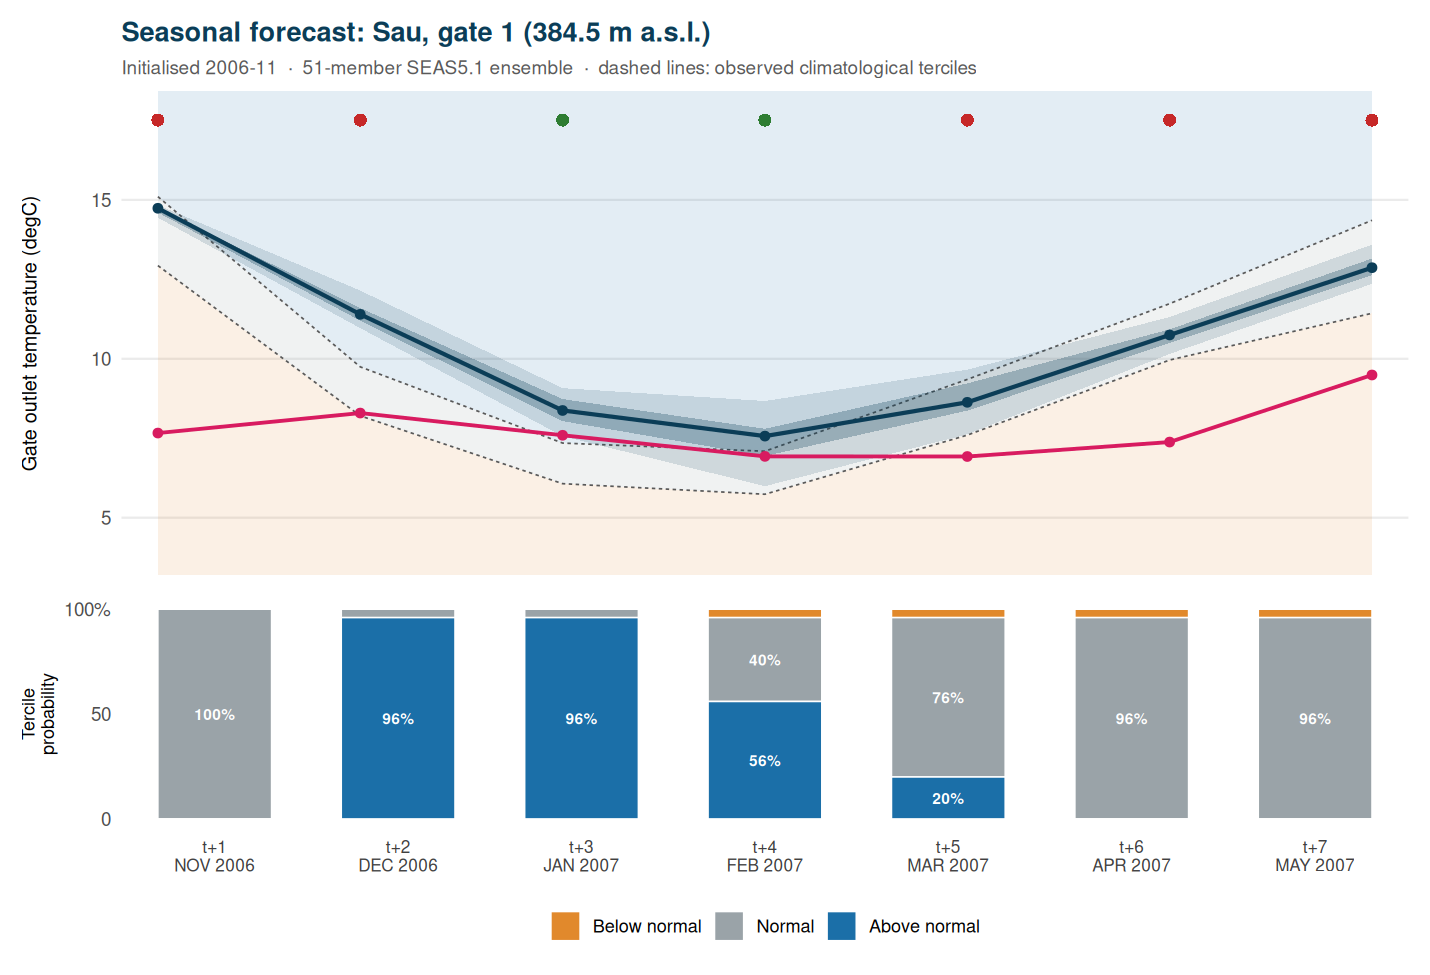 Seasonal forecast: Sau, gate 1 (384.5 m a.s.l.)
Initialised 2006-11 · 51-member SEAS5.1 ensemble · dashed lines: observed climatological terciles
Gate outlet temperature (degC)
15
10
5
Tercile
probability
100%
50
0
100%
96%
96%
40%
56%
76%
20%
96%
96%
t+1
NOV 2006
t+2
DEC 2006
t+3
JAN 2007
t+4
FEB 2007
t+5
MAR 2007
t+6
APR 2007
t+7
MAY 2007
Below normal
Normal
Above normal